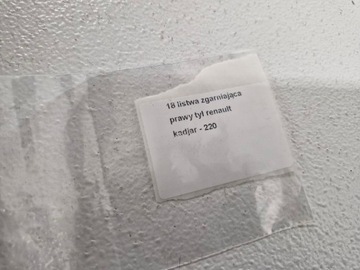 18 listwa zgarniająca
prawy tył renault
kadjar - 220